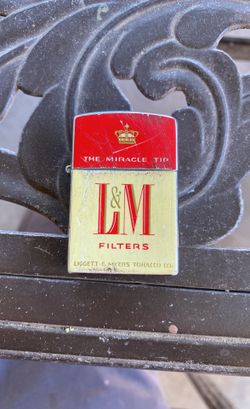 THE MIRACLE TIP
L&M
FILTERS
LIGGETT & MYERS TOBACCO CO.